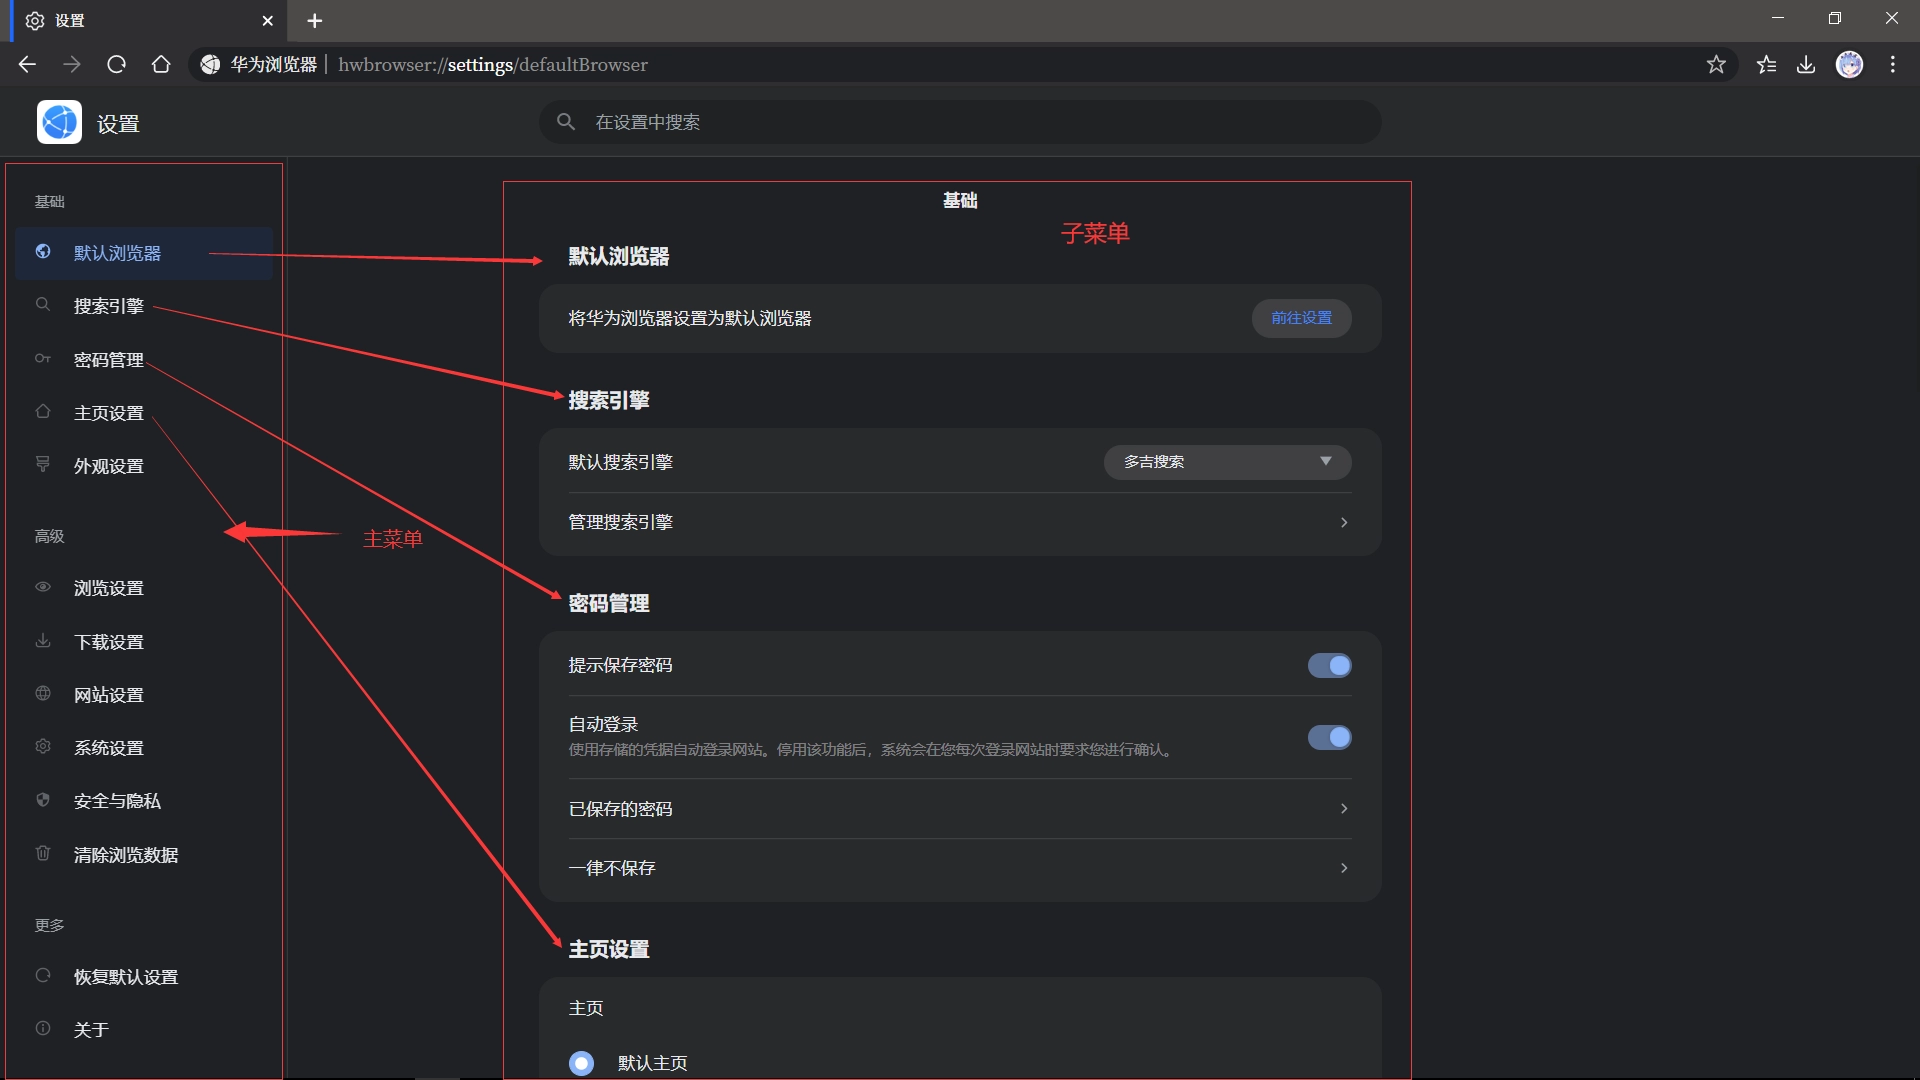 设置
华为浏览器 | hwbrowser://settings/defaultBrowser
设置
在设置中搜索
基础
默认浏览器
搜索引擎
密码管理
主页设置
外观设置
高级
浏览设置
下载设置
网站设置
系统设置
安全与隐私
清除浏览数据
更多
恢复默认设置
关于
主菜单
基础
子菜单
默认浏览器
将华为浏览器设置为默认浏览器
前往设置
搜索引擎
默认搜索引擎
多吉搜索
管理搜索引擎
密码管理
提示保存密码
自动登录
使用存储的凭据自动登录网站。停用该功能后，系统会在您每次登录网站时要求您进行确认。
已保存的密码
一律不保存
主页设置
主页
默认主页